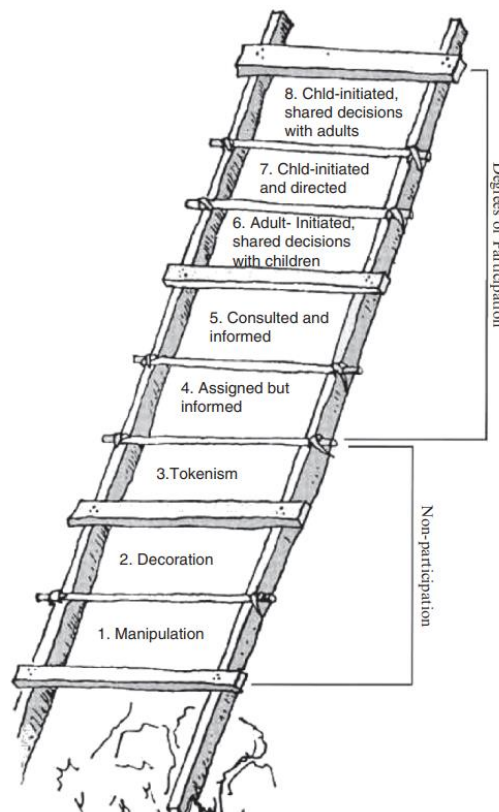 8. Chld-initiated,
shared decisions
with adults
7. Chld-initiated
and directed
6. Adult- Initiated,
shared decisions
with children
5. Consulted and
informed
4. Assigned but
informed
3.Tokenism
2. Decoration
1. Manipulation
Degrees of Participation
Non-participation